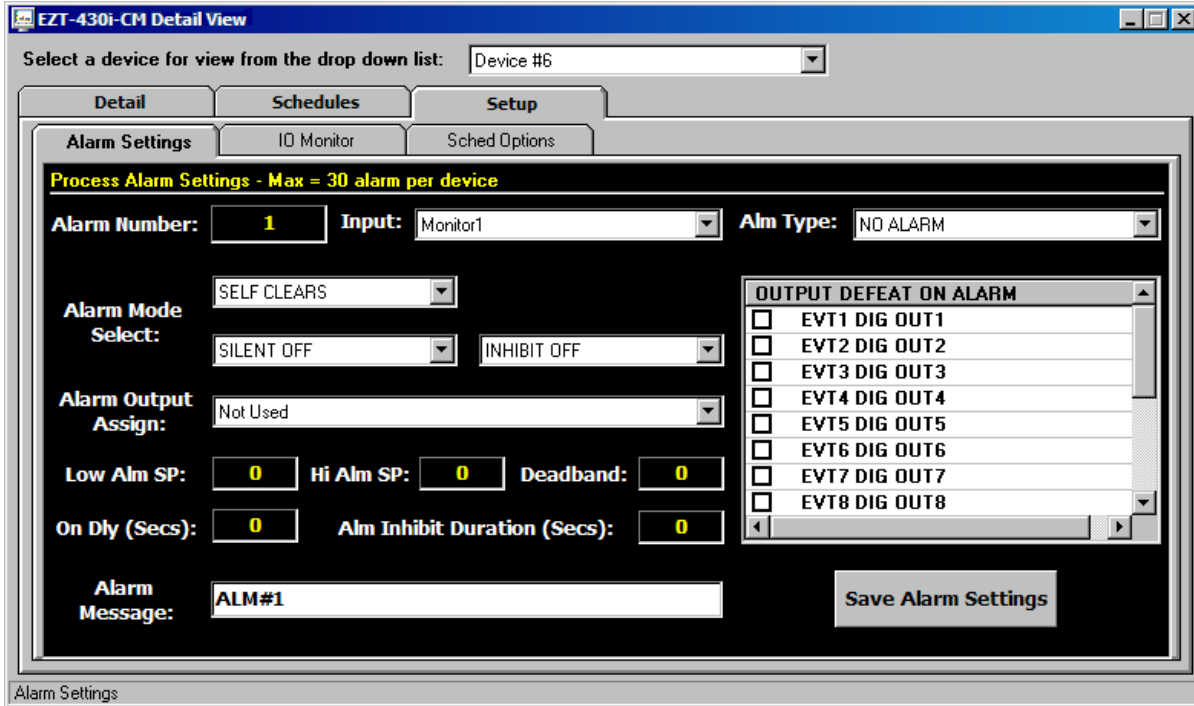 EZT-430i-CM Detail View
Select a device for view from the drop down list: Device #6
Detail Schedules Setup
Alarm Settings IO Monitor Sched Options
Process Alarm Settings - Max = 30 alarm per device
Alarm Number: 1 Input: Monitor1 Alm Type: NO ALARM
Alarm Mode
Select:
SELF CLEARS
SILENT OFF INHIBIT OFF
Alarm Output
Assign:
Not Used
Low Alm SP: 0 Hi Alm SP: 0 Deadband: 0
On Dly (Secs): 0 Alm Inhibit Duration (Secs): 0
Alarm
Message:
ALM#1
OUTPUT DEFEAT ON ALARM
EVT1 DIG OUT1
EVT2 DIG OUT2
EVT3 DIG OUT3
EVT4 DIG OUT4
EVT5 DIG OUT5
EVT6 DIG OUT6
EVT7 DIG OUT7
EVT8 DIG OUT8
Save Alarm Settings
Alarm Settings